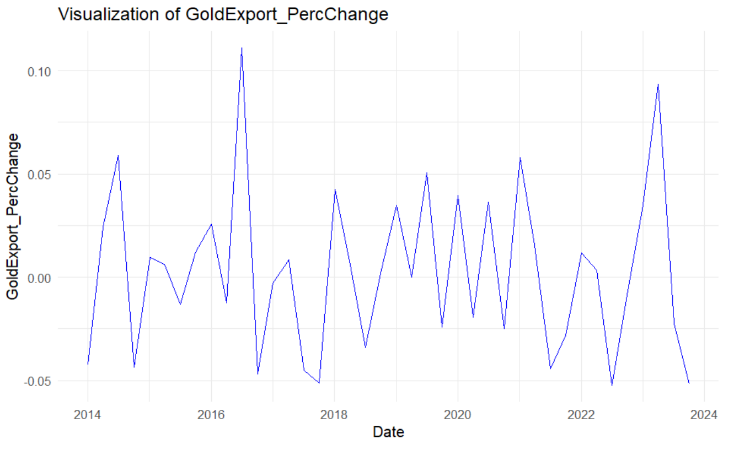 Visualization of GoldExport_PercChange
GoldExport_PercChange
0.10
0.05
0.00
-0.05
2014 2016 2018 2020 2022 2024
Date